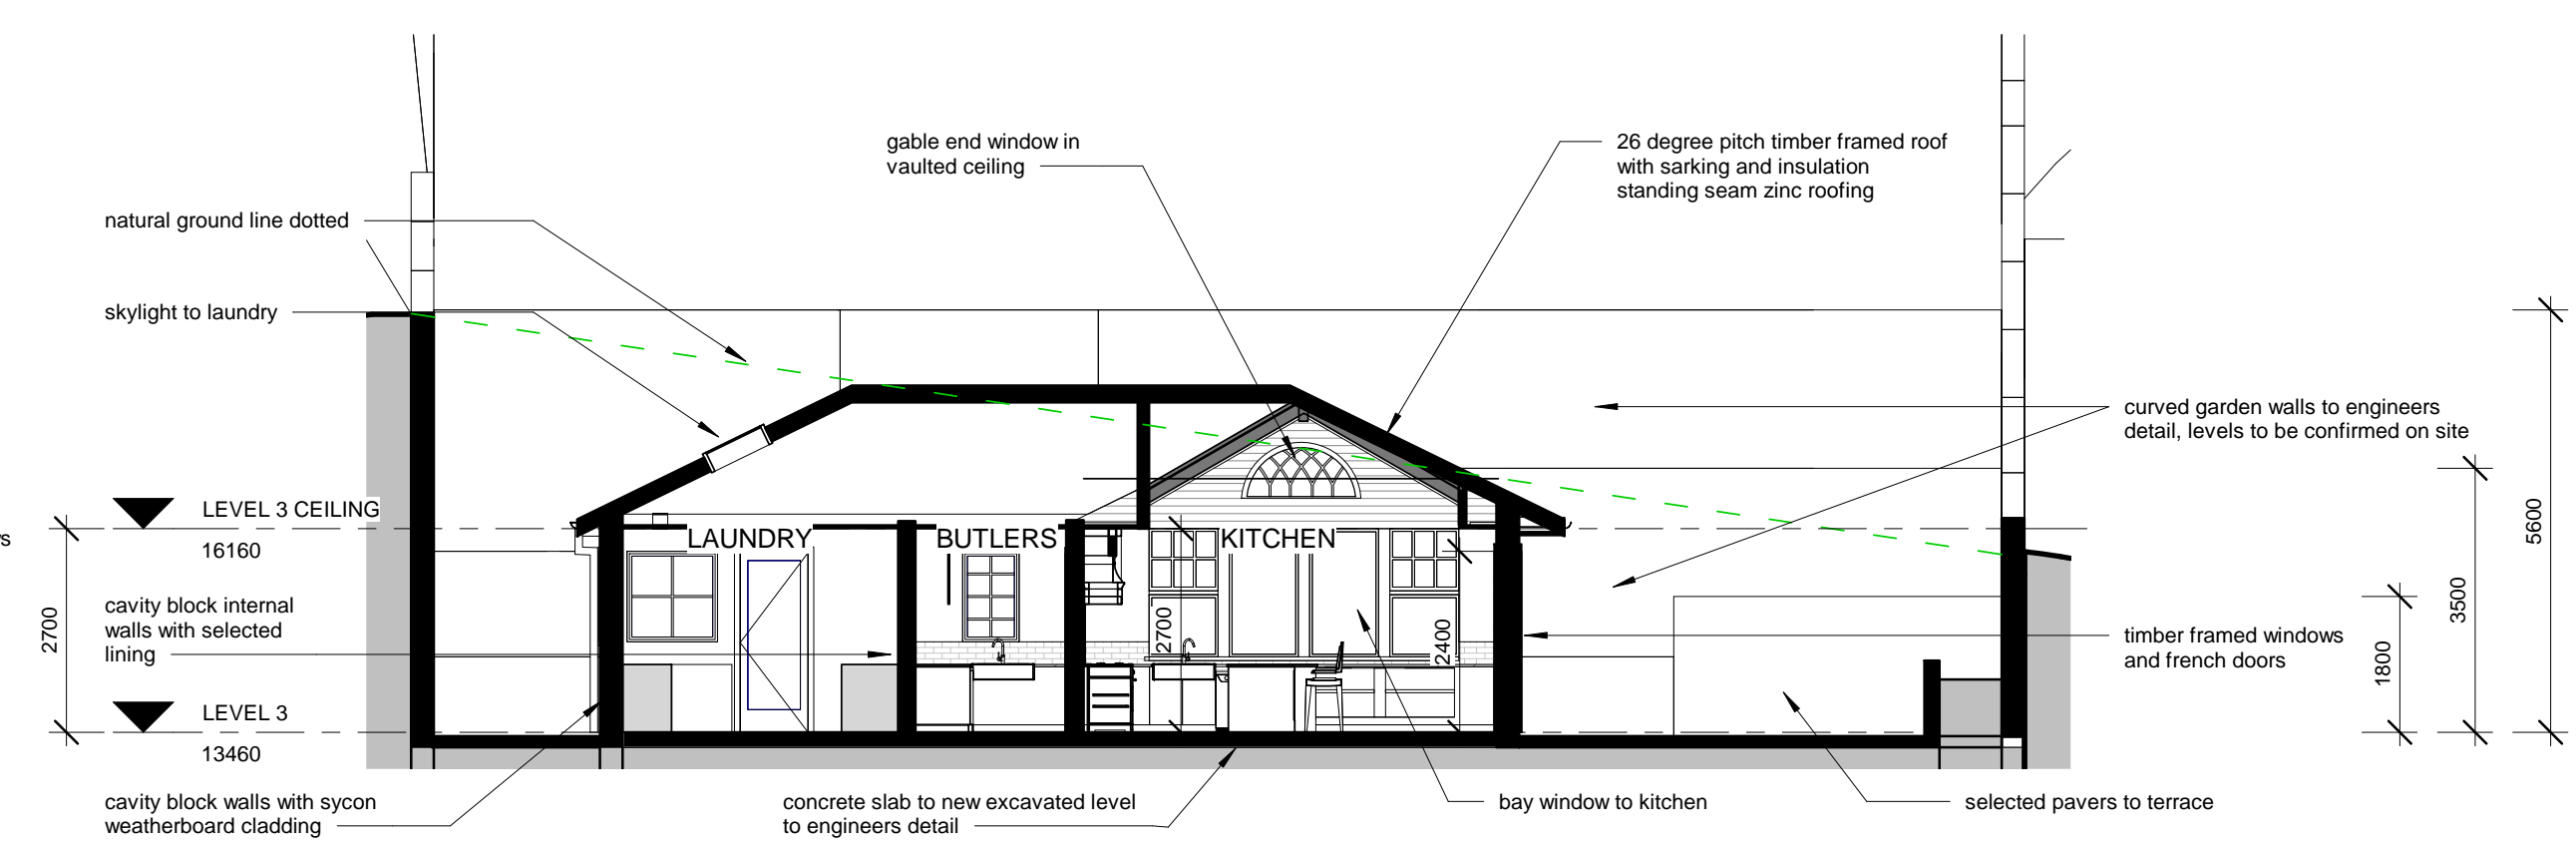 gable end window in
vaulted ceiling
26 degree pitch timber framed roof
with sarking and insulation
standing seam zinc roofing
natural ground line dotted
skylight to laundry
curved garden walls to engineers
detail, levels to be confirmed on site
LEVEL 3 CEILING
16160
LAUNDRY
BUTLERS
KITCHEN
cavity block internal
walls with selected
lining
2700
2700
2400
timber framed windows
and french doors
1800
3500
5600
LEVEL 3
13460
cavity block walls with sycon
weatherboard cladding
concrete slab to new excavated level
to engineers detail
bay window to kitchen
selected pavers to terrace